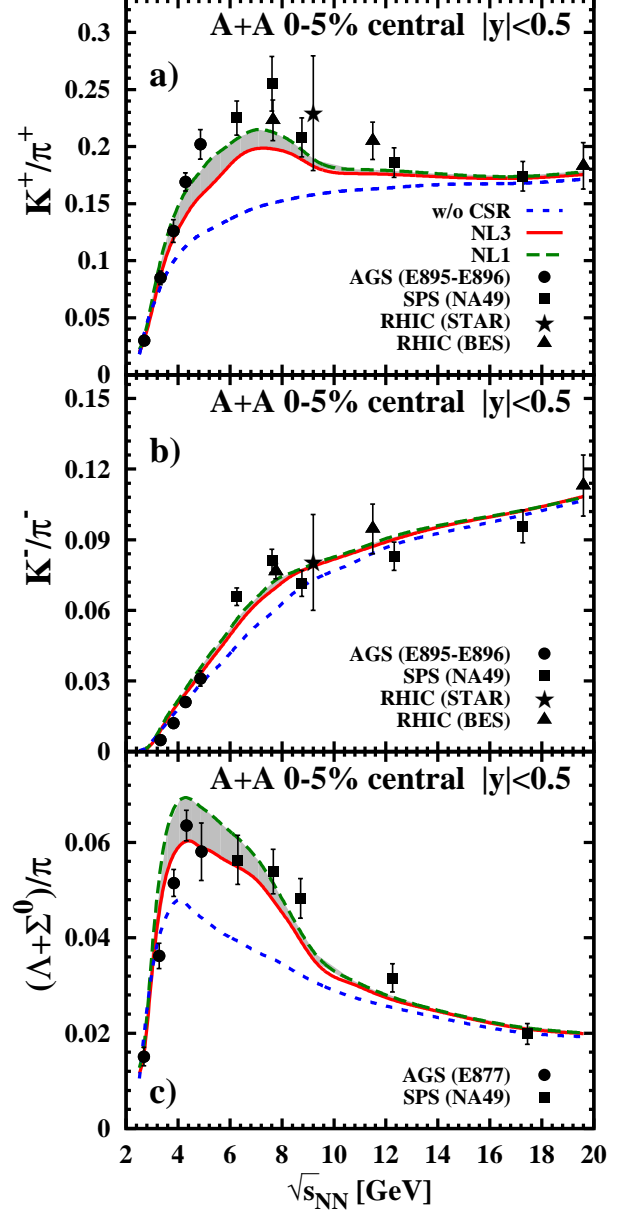 A+A 0-5% central |y|<0.5
a)
K⁺/π⁺
0.3
0.25
0.2
0.15
0.1
0.05
0
w/o CSR
NL3
NL1
AGS (E895-E896)
SPS (NA49)
RHIC (STAR)
RHIC (BES)
A+A 0-5% central |y|<0.5
b)
K⁻/π⁻
0.15
0.12
0.09
0.06
0.03
0
AGS (E895-E896)
SPS (NA49)
RHIC (STAR)
RHIC (BES)
A+A 0-5% central |y|<0.5
(Λ+Σ⁰)/π
0.06
0.04
0.02
0
c)
AGS (E877)
SPS (NA49)
2 4 6 8 10 12 14 16 18 20
√sNN [GeV]